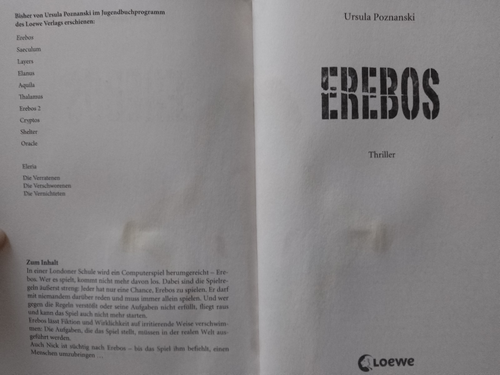 Bisher von Ursula Poznanski im Jugendbuchprogramm
des Loewe Verlags erschienen:
Erebos
Saeculum
Layers
Elanus
Aquila
Thalamus
Erebos 2
Cryptos
Shelter
Oracle
Eleria
Die Verratenen
Die Verschworenen
Die Vernichteten
Zum Inhalt
In einer Londoner Schule wird ein Computerspiel herumgereicht – Ere-
bos. Wer es spielt, kommt nicht mehr davon los. Dabei sind die Spielre-
geln äußerst streng: Jeder hat nur eine Chance, Erebos zu spielen. Er darf
mit niemandem darüber reden und muss immer allein spielen. Und wer
gegen die Regeln verstößt oder seine Aufgaben nicht erfüllt, fliegt raus
und kann das Spiel auch nicht mehr starten.
Erebos lässt Fiktion und Wirklichkeit auf irritierende Weise verschwim-
men: Die Aufgaben, die das Spiel stellt, müssen in der realen Welt aus-
geführt werden.
Auch Nick ist süchtig nach Erebos – bis das Spiel ihm befiehlt, einen
Menschen umzubringen …
Ursula Poznanski
EREBOS
Thriller
Loewe